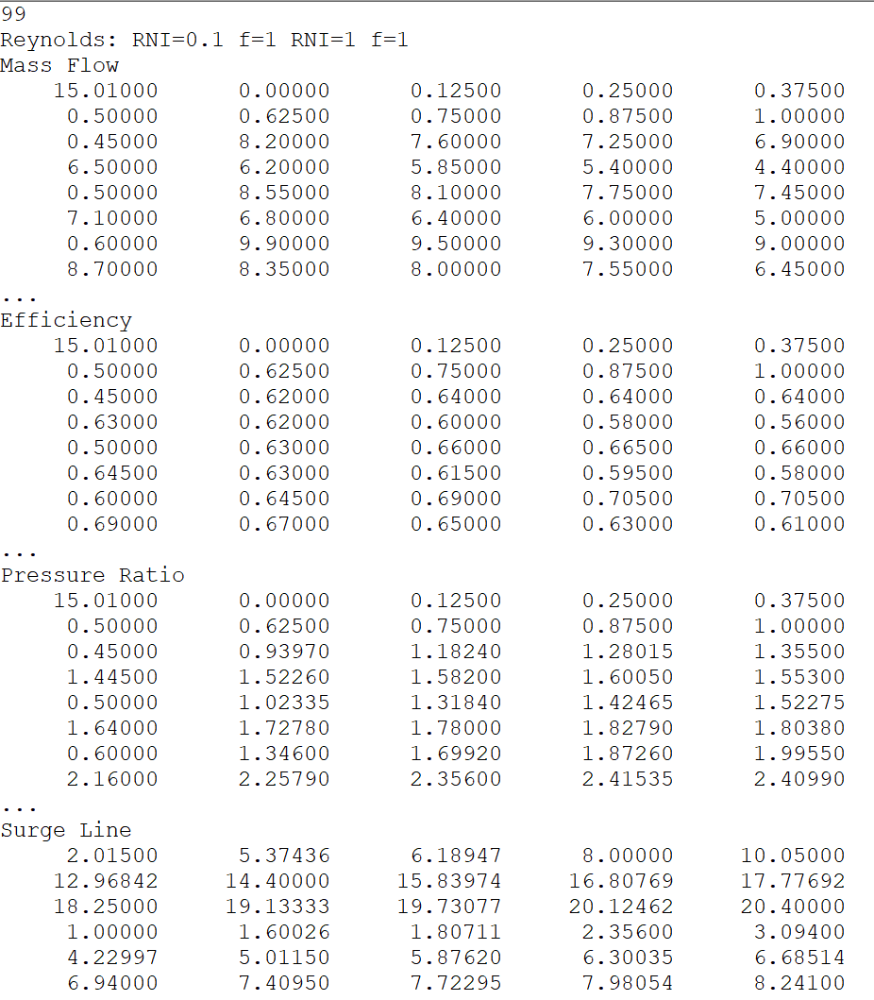 99
Reynolds: RNI=0.1 f=1 RNI=1 f=1
Mass Flow
15.01000 0.00000 0.12500 0.25000 0.37500
0.50000 0.62500 0.75000 0.87500 1.00000
0.45000 8.20000 7.60000 7.25000 6.90000
6.50000 6.20000 5.85000 5.40000 4.40000
0.50000 8.55000 8.10000 7.75000 7.45000
7.10000 6.80000 6.40000 6.00000 5.00000
0.60000 9.90000 9.50000 9.30000 9.00000
8.70000 8.35000 8.00000 7.55000 6.45000
...
Efficiency
15.01000 0.00000 0.12500 0.25000 0.37500
0.50000 0.62500 0.75000 0.87500 1.00000
0.45000 0.62000 0.64000 0.64000 0.64000
0.63000 0.62000 0.60000 0.58000 0.56000
0.50000 0.63000 0.66000 0.66500 0.66000
0.64500 0.63000 0.61500 0.59500 0.58000
0.60000 0.64500 0.69000 0.70500 0.70500
0.69000 0.67000 0.65000 0.63000 0.61000
...
Pressure Ratio
15.01000 0.00000 0.12500 0.25000 0.37500
0.50000 0.62500 0.75000 0.87500 1.00000
0.45000 0.93970 1.18240 1.28015 1.35500
1.44500 1.52260 1.58200 1.60050 1.55300
0.50000 1.02335 1.31840 1.42465 1.52275
1.64000 1.72780 1.78000 1.82790 1.80380
0.60000 1.34600 1.69920 1.87260 1.99550
2.16000 2.25790 2.35600 2.41535 2.40990
...
Surge Line
2.01500 5.37436 6.18947 8.00000 10.05000
12.96842 14.40000 15.83974 16.80769 17.77692
18.25000 19.13333 19.73077 20.12462 20.40000
1.00000 1.60026 1.80711 2.35600 3.09400
4.22997 5.01150 5.87620 6.30035 6.68514
6.94000 7.40950 7.72295 7.98054 8.24100